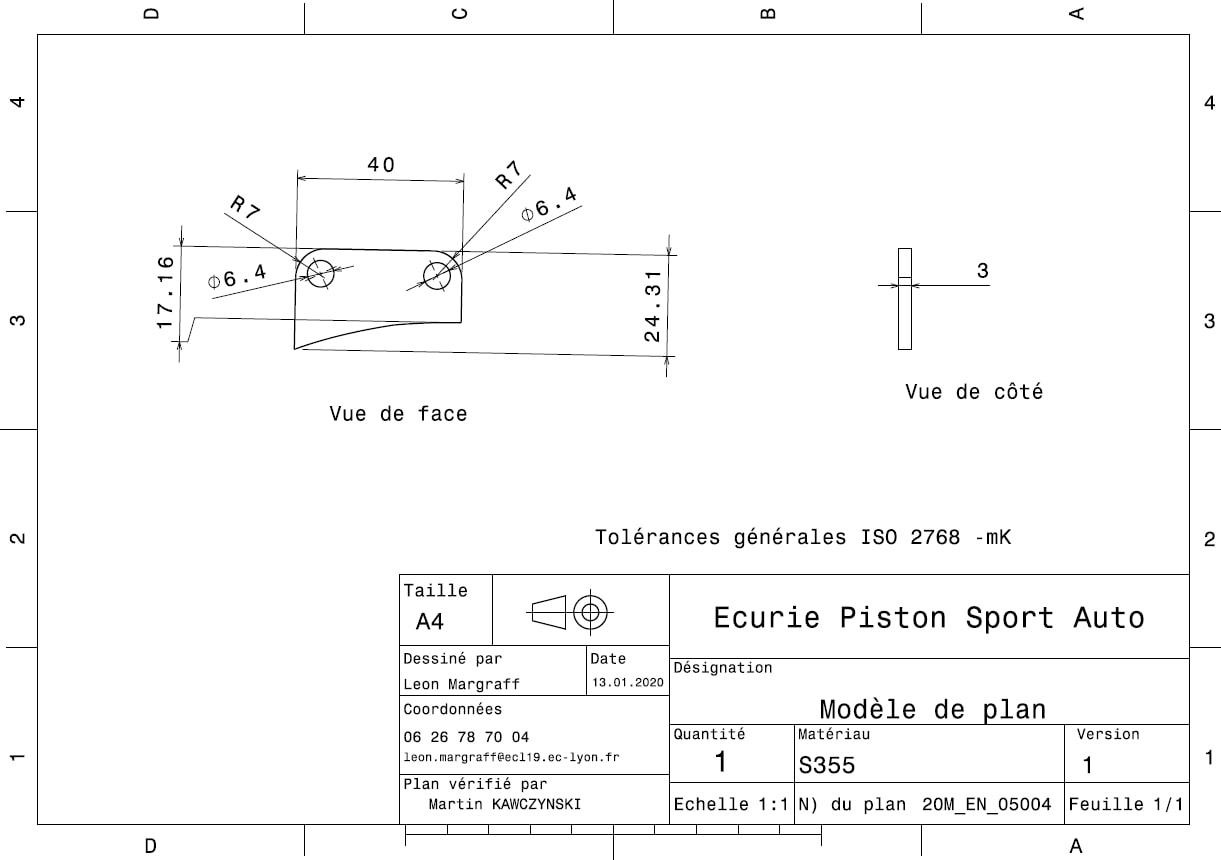 D C B A
4 4
40
R7
R7
⌀6.4
⌀6.4
17.16
24.31
3
3 3
Vue de face
Vue de côté
2 2
Tolérances générales ISO 2768 -mK
Taille
A4
Ecurie Piston Sport Auto
Dessiné par
Leon Margraff
Date
13.01.2020
Désignation
Modèle de plan
Coordonnées
06 26 78 70 04
leon.margraff@ecl19.ec-lyon.fr
Quantité
1
Matériau
S355
Version
1
1 1
Plan vérifié par
Martin KAWCZYNSKI
Echelle 1:1
N) du plan 20M_EN_05004
Feuille 1/1
D A